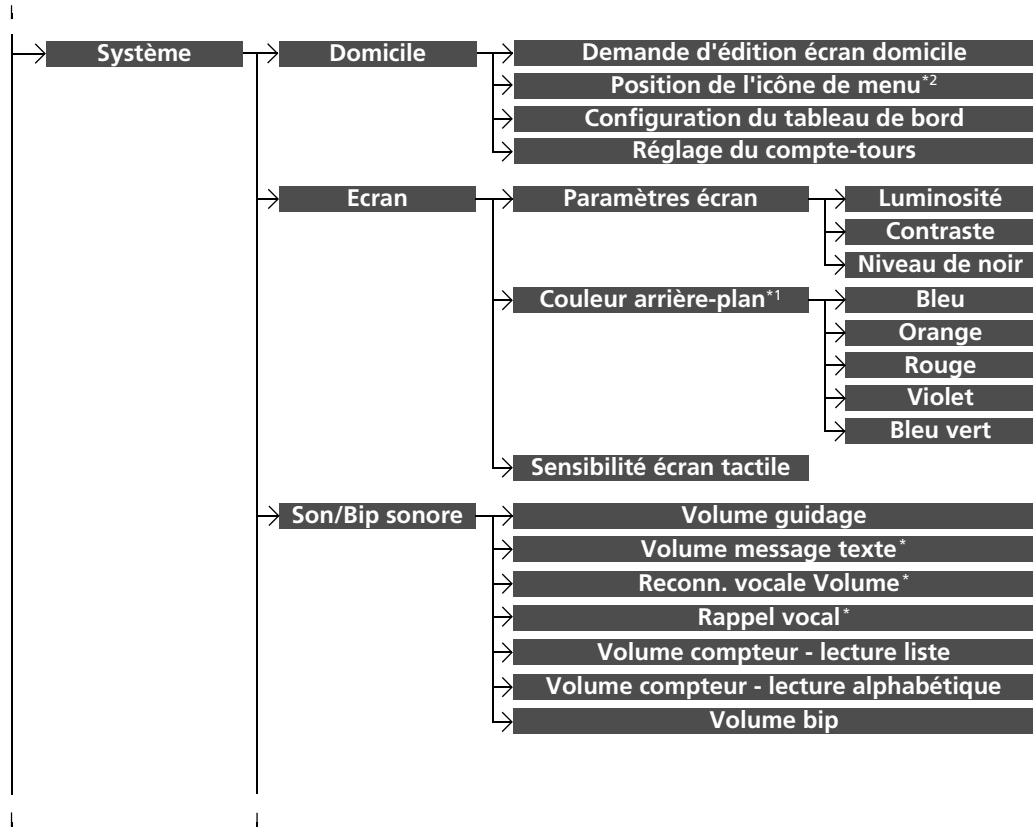 Système
Domicile
Demande d'édition écran domicile
Position de l'icône de menu*2
Configuration du tableau de bord
Réglage du compte-tours
Ecran
Paramètres écran
Luminosité
Contraste
Niveau de noir
Couleur arrière-plan*1
Bleu
Orange
Rouge
Violet
Bleu vert
Sensibilité écran tactile
Son/Bip sonore
Volume guidage
Volume message texte*
Reconn. vocale Volume*
Rappel vocal*
Volume compteur - lecture liste
Volume compteur - lecture alphabétique
Volume bip